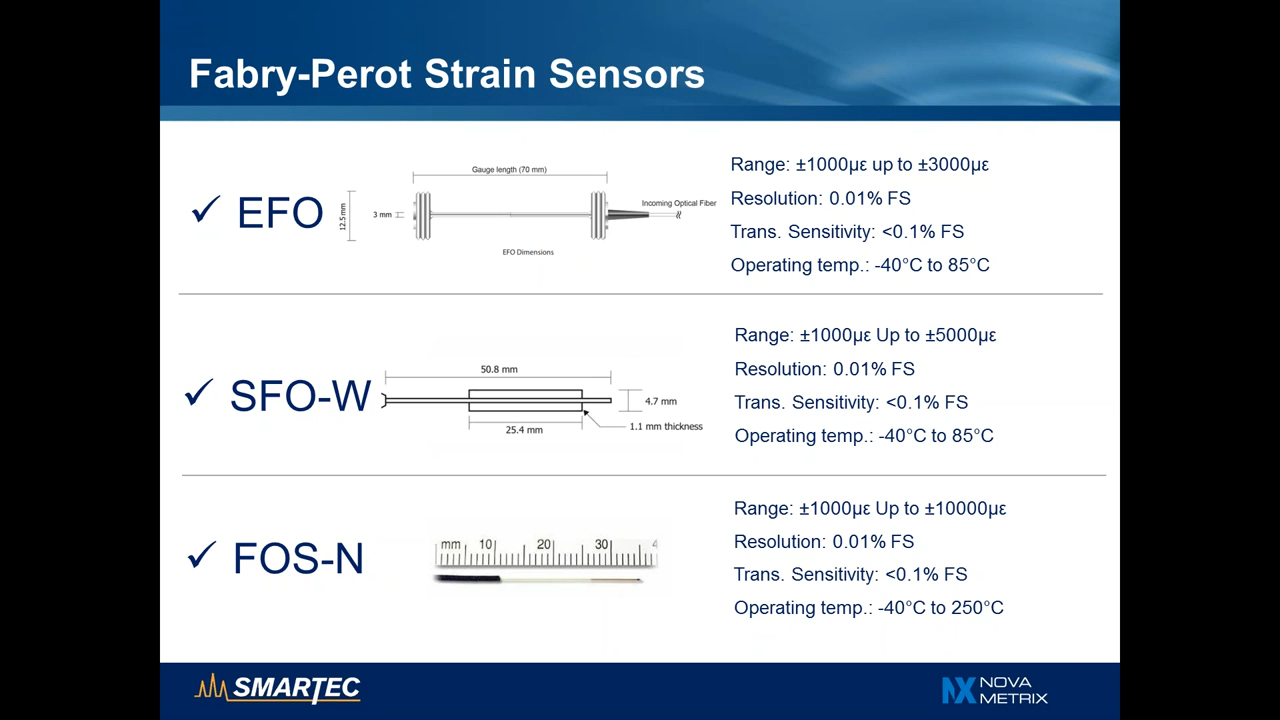 Fabry-Perot Strain Sensors
✓ EFO
Gauge length (70 mm)
12.5 mm
3 mm
Incoming Optical Fiber
EFO Dimensions
Range: ±1000µε up to ±3000µε
Resolution: 0.01% FS
Trans. Sensitivity: <0.1% FS
Operating temp.: -40°C to 85°C
✓ SFO-W
50.8 mm
4.7 mm
25.4 mm
1.1 mm thickness
Range: ±1000µε Up to ±5000µε
Resolution: 0.01% FS
Trans. Sensitivity: <0.1% FS
Operating temp.: -40°C to 85°C
✓ FOS-N
mm 10 20 30 4
Range: ±1000µε Up to ±10000µε
Resolution: 0.01% FS
Trans. Sensitivity: <0.1% FS
Operating temp.: -40°C to 250°C
SMARTEC
NOVA
METRIX